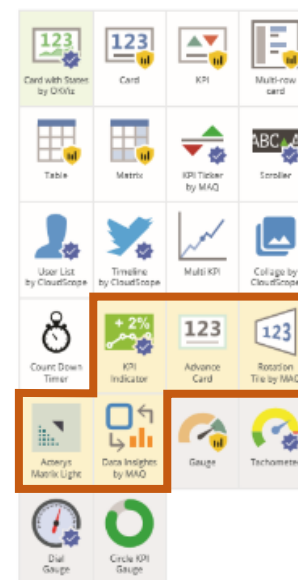 123
123
Card with States
by OKViz
Card
KPI
Multi-row
card
ABC
Table
Matrix
KPI Ticker
by MAQ
Scroller
User List
by CloudScope
Timeline
by CloudScope
Multi KPI
Collage by
CloudScope
+ 2%
123
123
Count Down
Timer
KPI
Indicator
Advance
Card
Rotation
Tile by MAQ
Acterys
Matrix Light
Data Insights
by MAQ
Gauge
Tachometer
Dial
Gauge
Circle KPI
Gauge